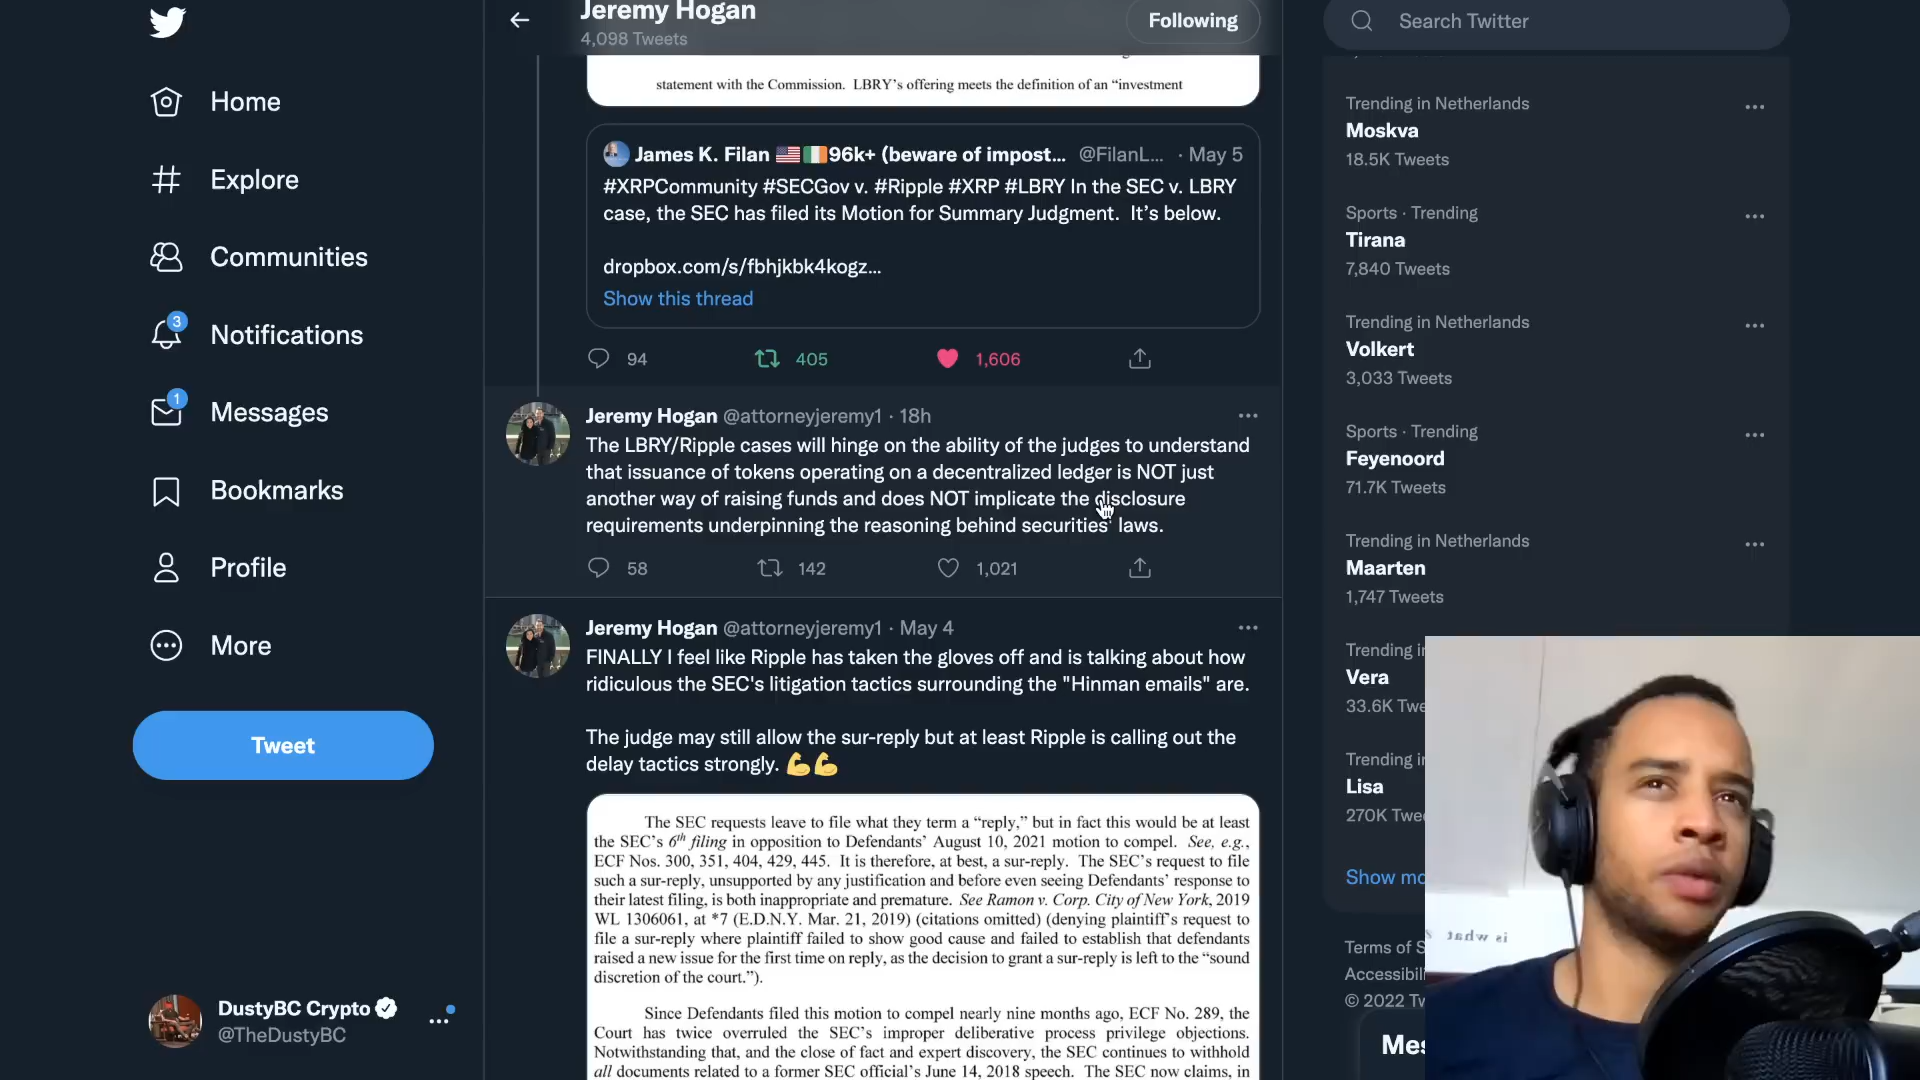 Home
Explore
Communities
3
Notifications
1
Messages
Bookmarks
Profile
More
Tweet
DustyBC Crypto
@TheDustyBC
Jeremy Hogan
4,098 Tweets
Following
statement with the Commission. LBRY's offering meets the definition of an “investment
James K. Filan 🇺🇸🇮🇪96k+ (beware of impost... @FilanL... · May 5
#XRPCommunity #SECGov v. #Ripple #XRP #LBRY In the SEC v. LBRY
case, the SEC has filed its Motion for Summary Judgment. It’s below.
dropbox.com/s/fbhjkbk4kogz...
Show this thread
94 405 1,606
Jeremy Hogan @attorneyjeremy1 · 18h
The LBRY/Ripple cases will hinge on the ability of the judges to understand
that issuance of tokens operating on a decentralized ledger is NOT just
another way of raising funds and does NOT implicate the disclosure
requirements underpinning the reasoning behind securities' laws.
58 142 1,021
Jeremy Hogan @attorneyjeremy1 · May 4
FINALLY I feel like Ripple has taken the gloves off and is talking about how
ridiculous the SEC's litigation tactics surrounding the "Hinman emails" are.
The judge may still allow the sur-reply but at least Ripple is calling out the
delay tactics strongly. 💪💪
The SEC requests leave to file what they term a “reply,” but in fact this would be at least
the SEC’s 6th filing in opposition to Defendants’ August 10, 2021 motion to compel. See, e.g.,
ECF Nos. 300, 351, 404, 429, 445. It is therefore, at best, a sur-reply. The SEC’s request to file
such a sur-reply, unsupported by any justification and before even seeing Defendants’ response to
their latest filing, is both inappropriate and premature. See Ramon v. Corp. City of New York, 2019
WL 1306061, at *7 (E.D.N.Y. Mar. 21, 2019) (citations omitted) (denying plaintiff’s request to
file a sur-reply where plaintiff failed to show good cause and failed to establish that defendants
raised a new issue for the first time on reply, as the decision to grant a sur-reply is left to the “sound
discretion of the court.”).
Since Defendants filed this motion to compel nearly nine months ago, ECF No. 289, the
Court has twice overruled the SEC’s improper deliberative process privilege objections.
Notwithstanding that, and the close of fact and expert discovery, the SEC continues to withhold
all documents related to a former SEC official’s June 14, 2018 speech. The SEC now claims, in
Search Twitter
Trending in Netherlands
Moskva
18.5K Tweets
Sports · Trending
Tirana
7,840 Tweets
Trending in Netherlands
Volkert
3,033 Tweets
Sports · Trending
Feyenoord
71.7K Tweets
Trending in Netherlands
Maarten
1,747 Tweets
Trending i
Vera
33.6K Twe
Trending i
Lisa
270K Twe
Show mo
Terms of S
Accessibil
© 2022 Tw
Mes
is what